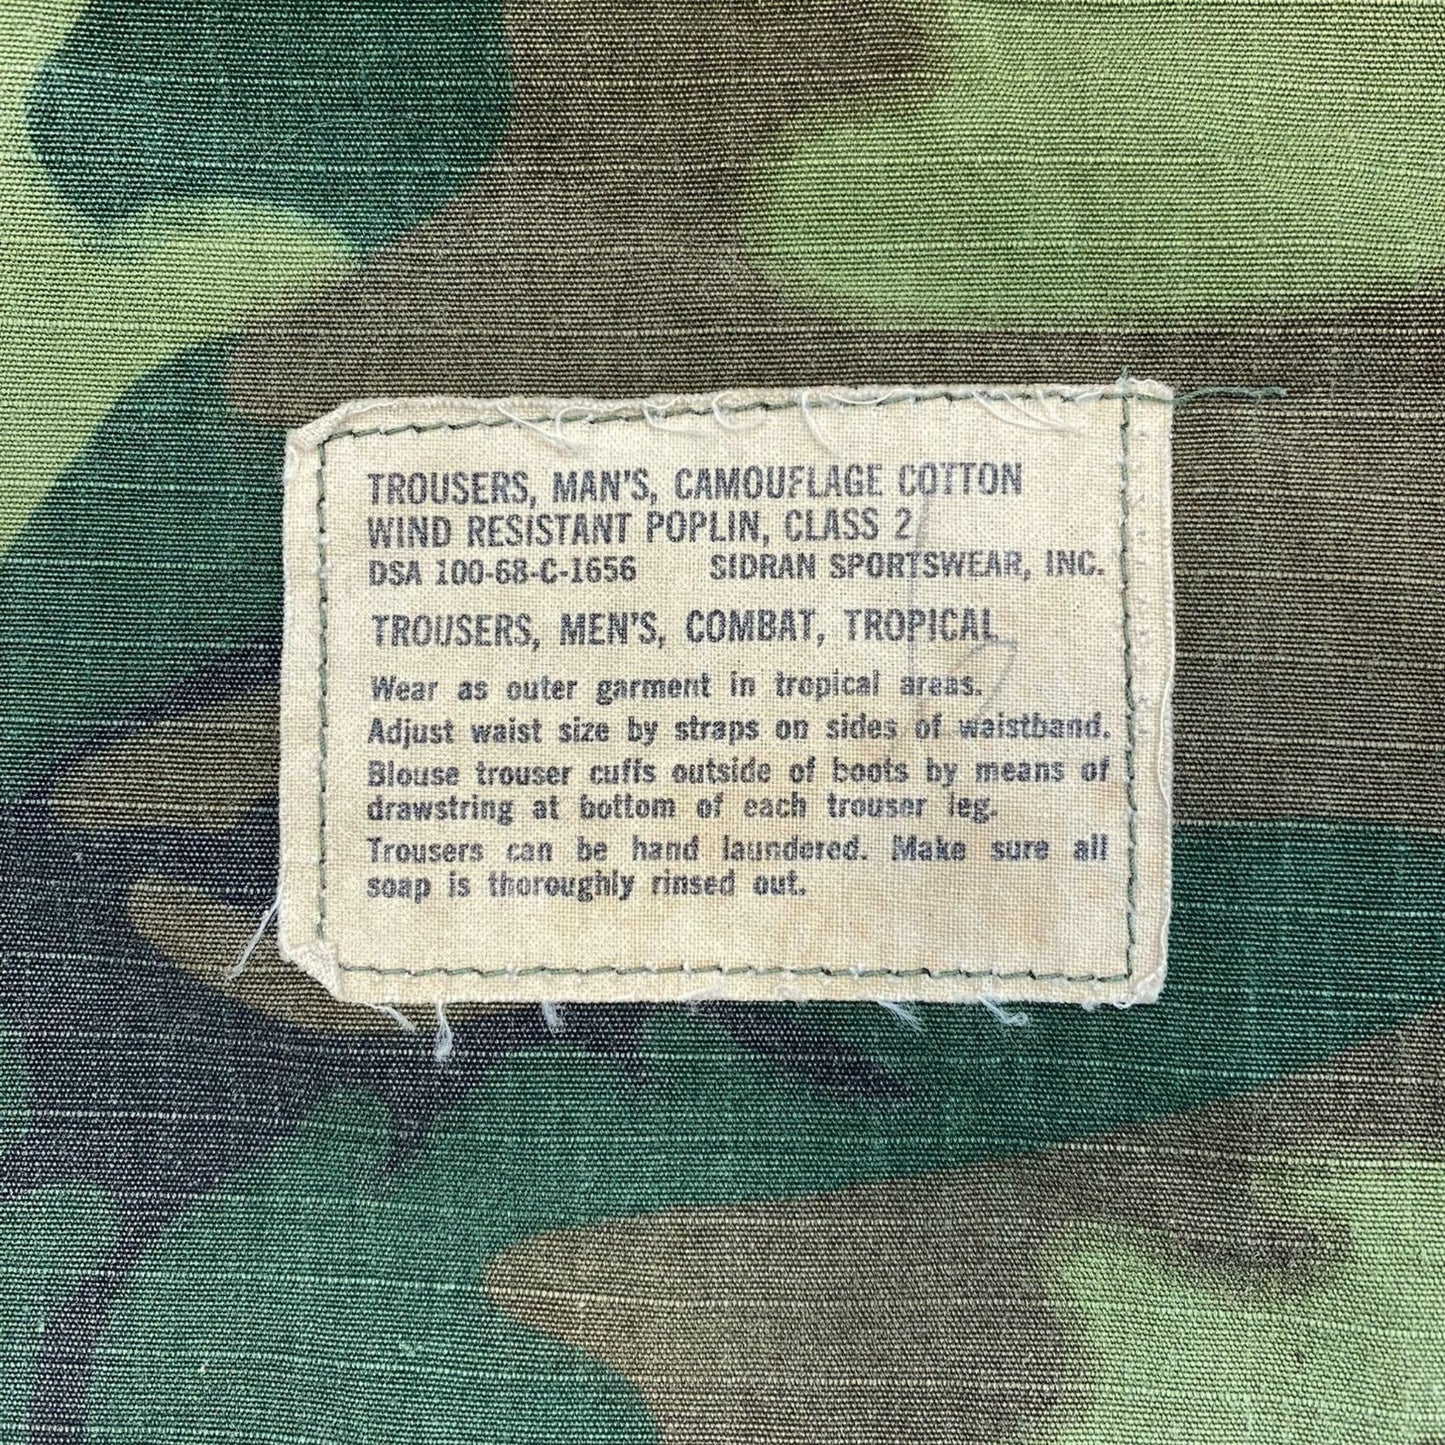 TROUSERS, MAN'S, CAMOUFLAGE COTTON
WIND RESISTANT POPLIN, CLASS 2
DSA 100-68-C-1656 SIDRAN SPORTSWEAR, INC.
TROUSERS, MEN'S, COMBAT, TROPICAL
Wear as outer garment in tropical areas.
Adjust waist size by straps on sides of waistband.
Blouse trouser cuffs outside of boots by means of
drawstring at bottom of each trouser leg.
Trousers can be hand laundered. Make sure all
soap is thoroughly rinsed out.